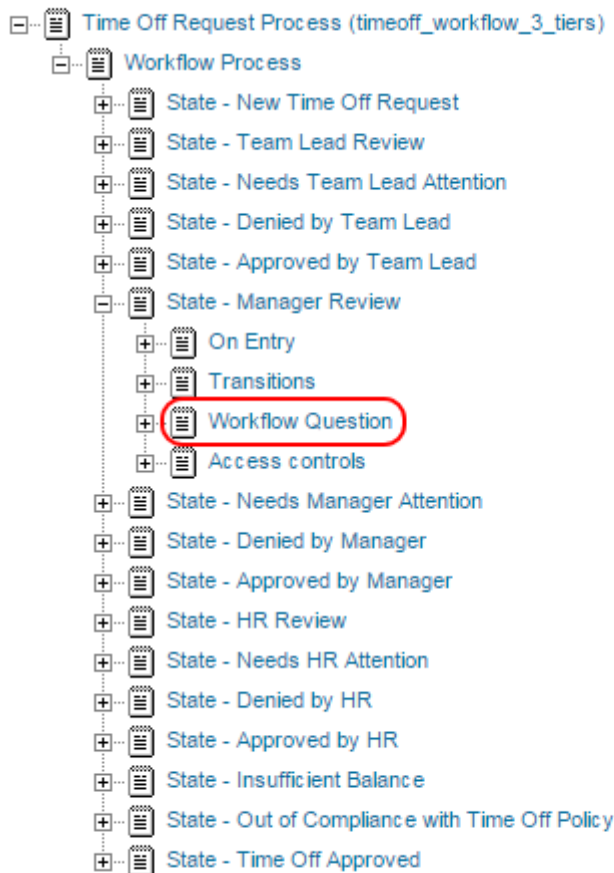 Time Off Request Process (timeoff_workflow_3_tiers)
Workflow Process
State - New Time Off Request
State - Team Lead Review
State - Needs Team Lead Attention
State - Denied by Team Lead
State - Approved by Team Lead
State - Manager Review
On Entry
Transitions
Workflow Question
Access controls
State - Needs Manager Attention
State - Denied by Manager
State - Approved by Manager
State - HR Review
State - Needs HR Attention
State - Denied by HR
State - Approved by HR
State - Insufficient Balance
State - Out of Compliance with Time Off Policy
State - Time Off Approved